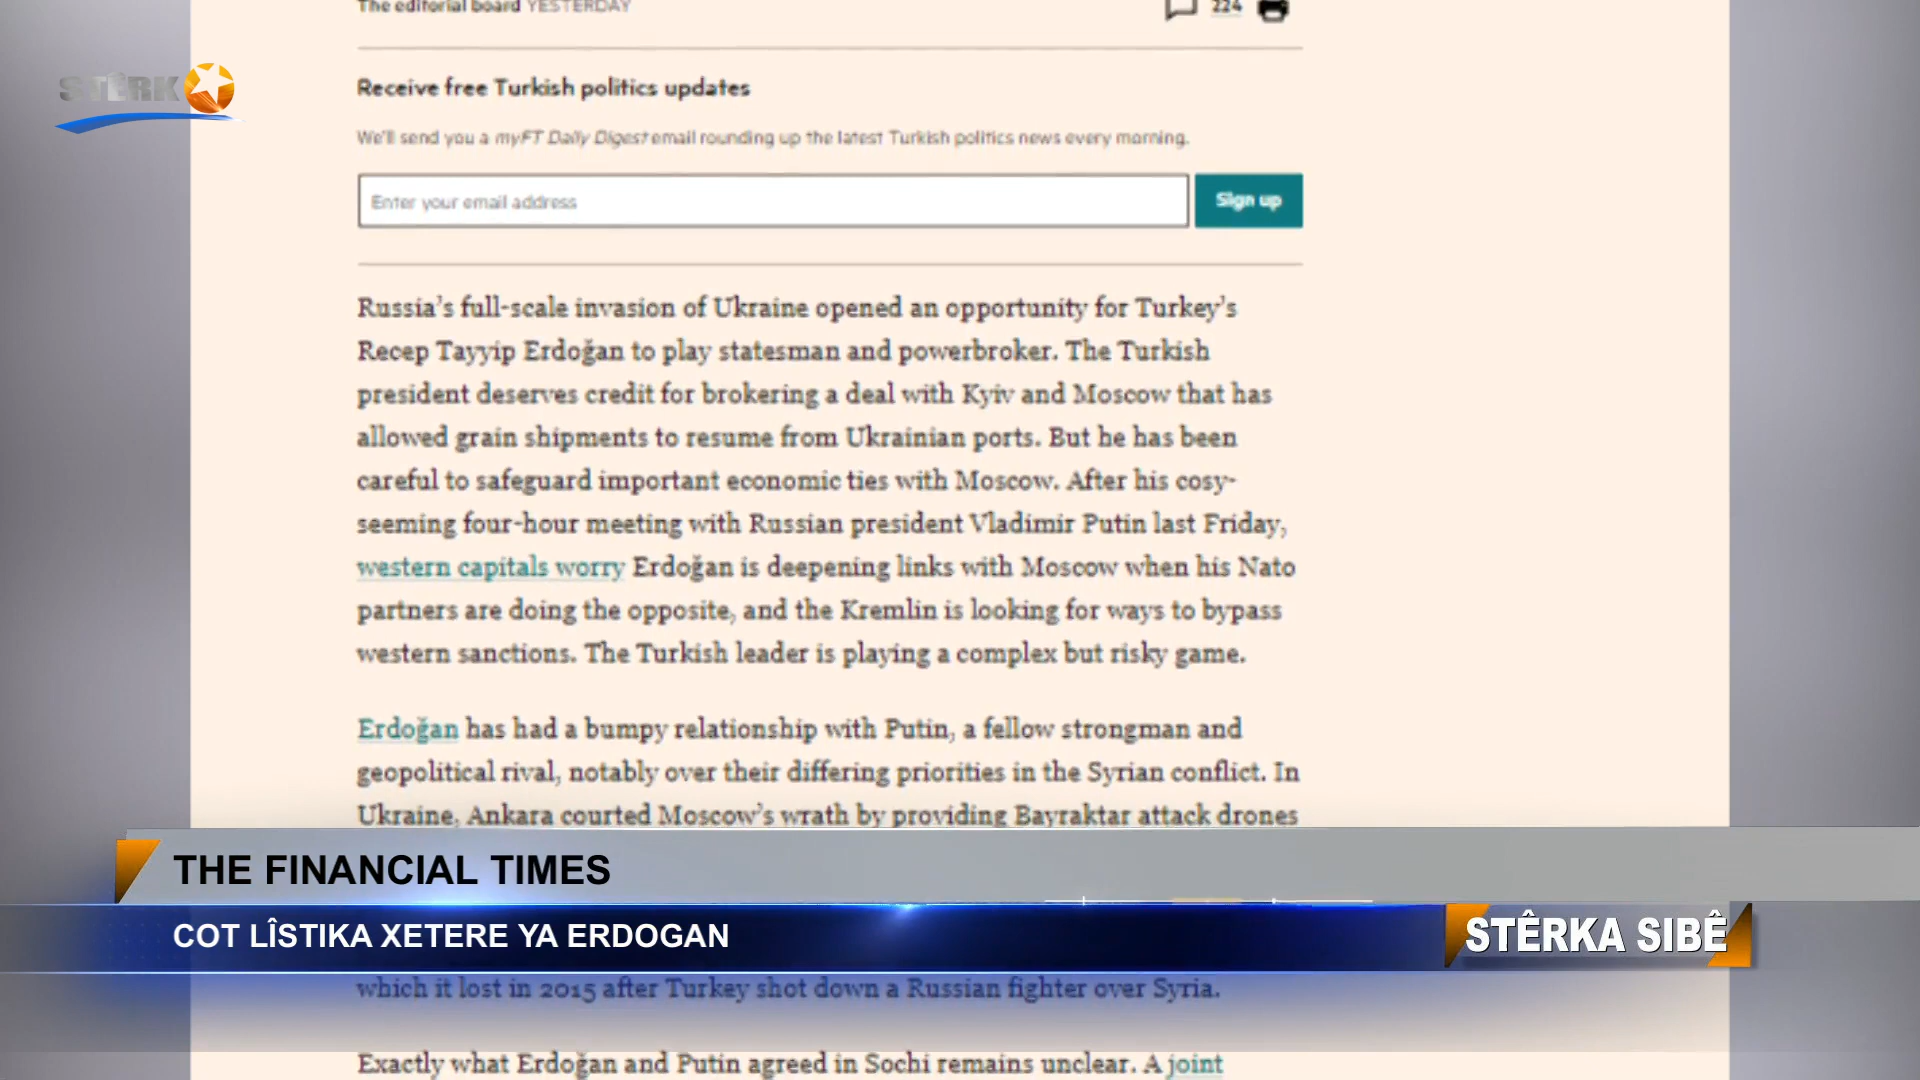 The editorial board YESTERDAY
224
STÊRK
Receive free Turkish politics updates
We'll send you a myFT Daily Digest email rounding up the latest Turkish politics news every morning.
Enter your email address
Sign up
Russia's full-scale invasion of Ukraine opened an opportunity for Turkey's
Recep Tayyip Erdoğan to play statesman and powerbroker. The Turkish
president deserves credit for brokering a deal with Kyiv and Moscow that has
allowed grain shipments to resume from Ukrainian ports. But he has been
careful to safeguard important economic ties with Moscow. After his cosy-
seeming four-hour meeting with Russian president Vladimir Putin last Friday,
western capitals worry Erdoğan is deepening links with Moscow when his Nato
partners are doing the opposite, and the Kremlin is looking for ways to bypass
western sanctions. The Turkish leader is playing a complex but risky game.
Erdoğan has had a bumpy relationship with Putin, a fellow strongman and
geopolitical rival, notably over their differing priorities in the Syrian conflict. In
Ukraine, Ankara courted Moscow's wrath by providing Bayraktar attack drones
THE FINANCIAL TIMES
COT LÎSTIKA XETERE YA ERDOGAN
STÊRKA SIBÊ
which it lost in 2015 after Turkey shot down a Russian fighter over Syria.
Exactly what Erdoğan and Putin agreed in Sochi remains unclear. A joint